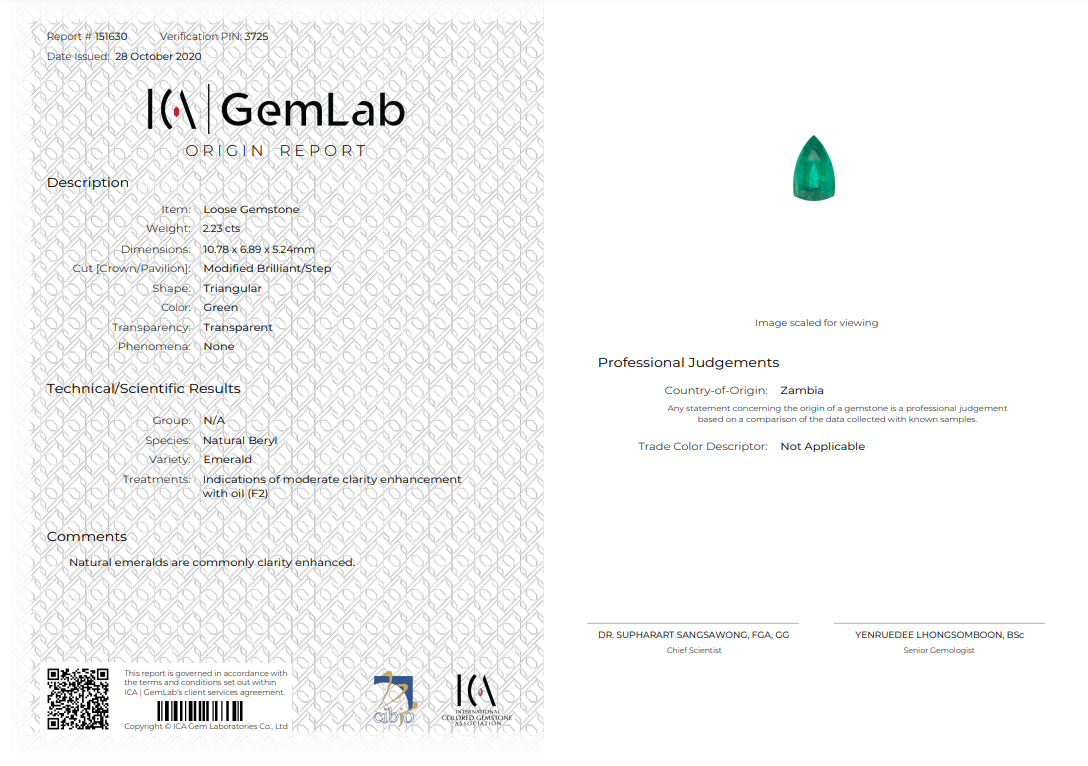 Report # 151630 Verification PIN: 3725
Date Issued: 28 October 2020
ICA | GemLab
ORIGIN REPORT
Description
Item: Loose Gemstone
Weight: 2.23 cts
Dimensions: 10.78 x 6.89 x 5.24mm
Cut [Crown/Pavilion]: Modified Brilliant/Step
Shape: Triangular
Color: Green
Transparency: Transparent
Phenomena: None
Technical/Scientific Results
Group: N/A
Species: Natural Beryl
Variety: Emerald
Treatments: Indications of moderate clarity enhancement
with oil (F2)
Comments
Natural emeralds are commonly clarity enhanced.
This report is governed in accordance with
the terms and conditions set out within
ICA | GemLab's client services agreement.
Copyright © ICA Gem Laboratories Co., Ltd
cibjo
ICA
INTERNATIONAL
COLORED GEMSTONE
ASSOCIATION
Image scaled for viewing
Professional Judgements
Country-of-Origin: Zambia
Any statement concerning the origin of a gemstone is a professional judgement
based on a comparison of the data collected with known samples.
Trade Color Descriptor: Not Applicable
DR. SUPHARART SANGSAWONG, FGA, GG
Chief Scientist
YENRUEDEE LHONGSOMBOON, BSc
Senior Gemologist